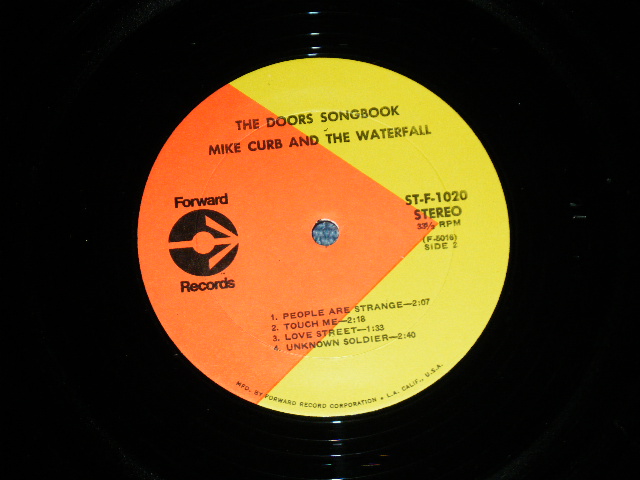 THE DOORS SONGBOOK
MIKE CURB AND THE WATERFALL
Forward
Records
ST-F-1020
STEREO
33⅓ RPM
(F-5016)
SIDE 2
1. PEOPLE ARE STRANGE—2:07
2. TOUCH ME—2:18
3. LOVE STREET—1:33
4. UNKNOWN SOLDIER—2:40
MFD. BY FORWARD RECORD CORPORATION • L.A. CALIF., U.S.A.